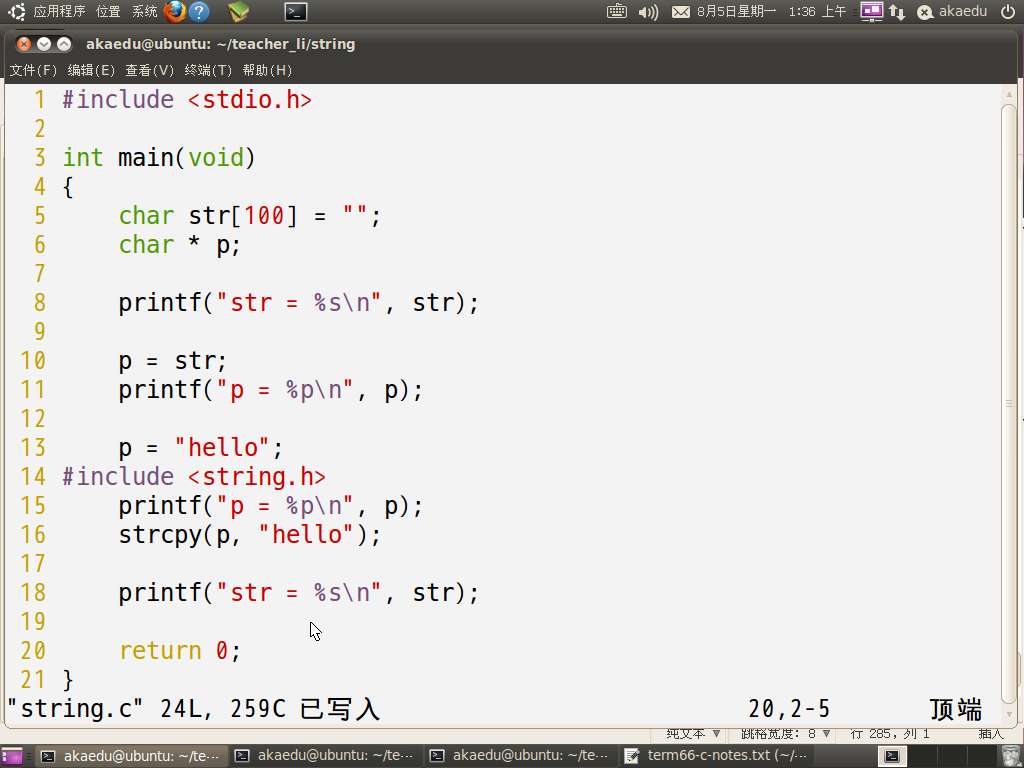 应用程序 位置 系统 8月5日星期一 1:36 上午 akaedu
akaedu@ubuntu: ~/teacher_li/string
文件(F) 编辑(E) 查看(V) 终端(T) 帮助(H)
1 #include <stdio.h>
2
3 int main(void)
4 {
5     char str[100] = "";
6     char * p;
7
8     printf("str = %s\n", str);
9
10     p = str;
11     printf("p = %p\n", p);
12
13     p = "hello";
14 #include <string.h>
15     printf("p = %p\n", p);
16     strcpy(p, "hello");
17
18     printf("str = %s\n", str);
19
20     return 0;
21 }
"string.c" 24L, 259C 已写入 20,2-5 顶端
纯文本 跳格宽度: 8 行 285, 列 1 插入
akaedu@ubuntu: ~/te··· akaedu@ubuntu: ~/te··· akaedu@ubuntu: ~/te··· term66-c-notes.txt (~/···